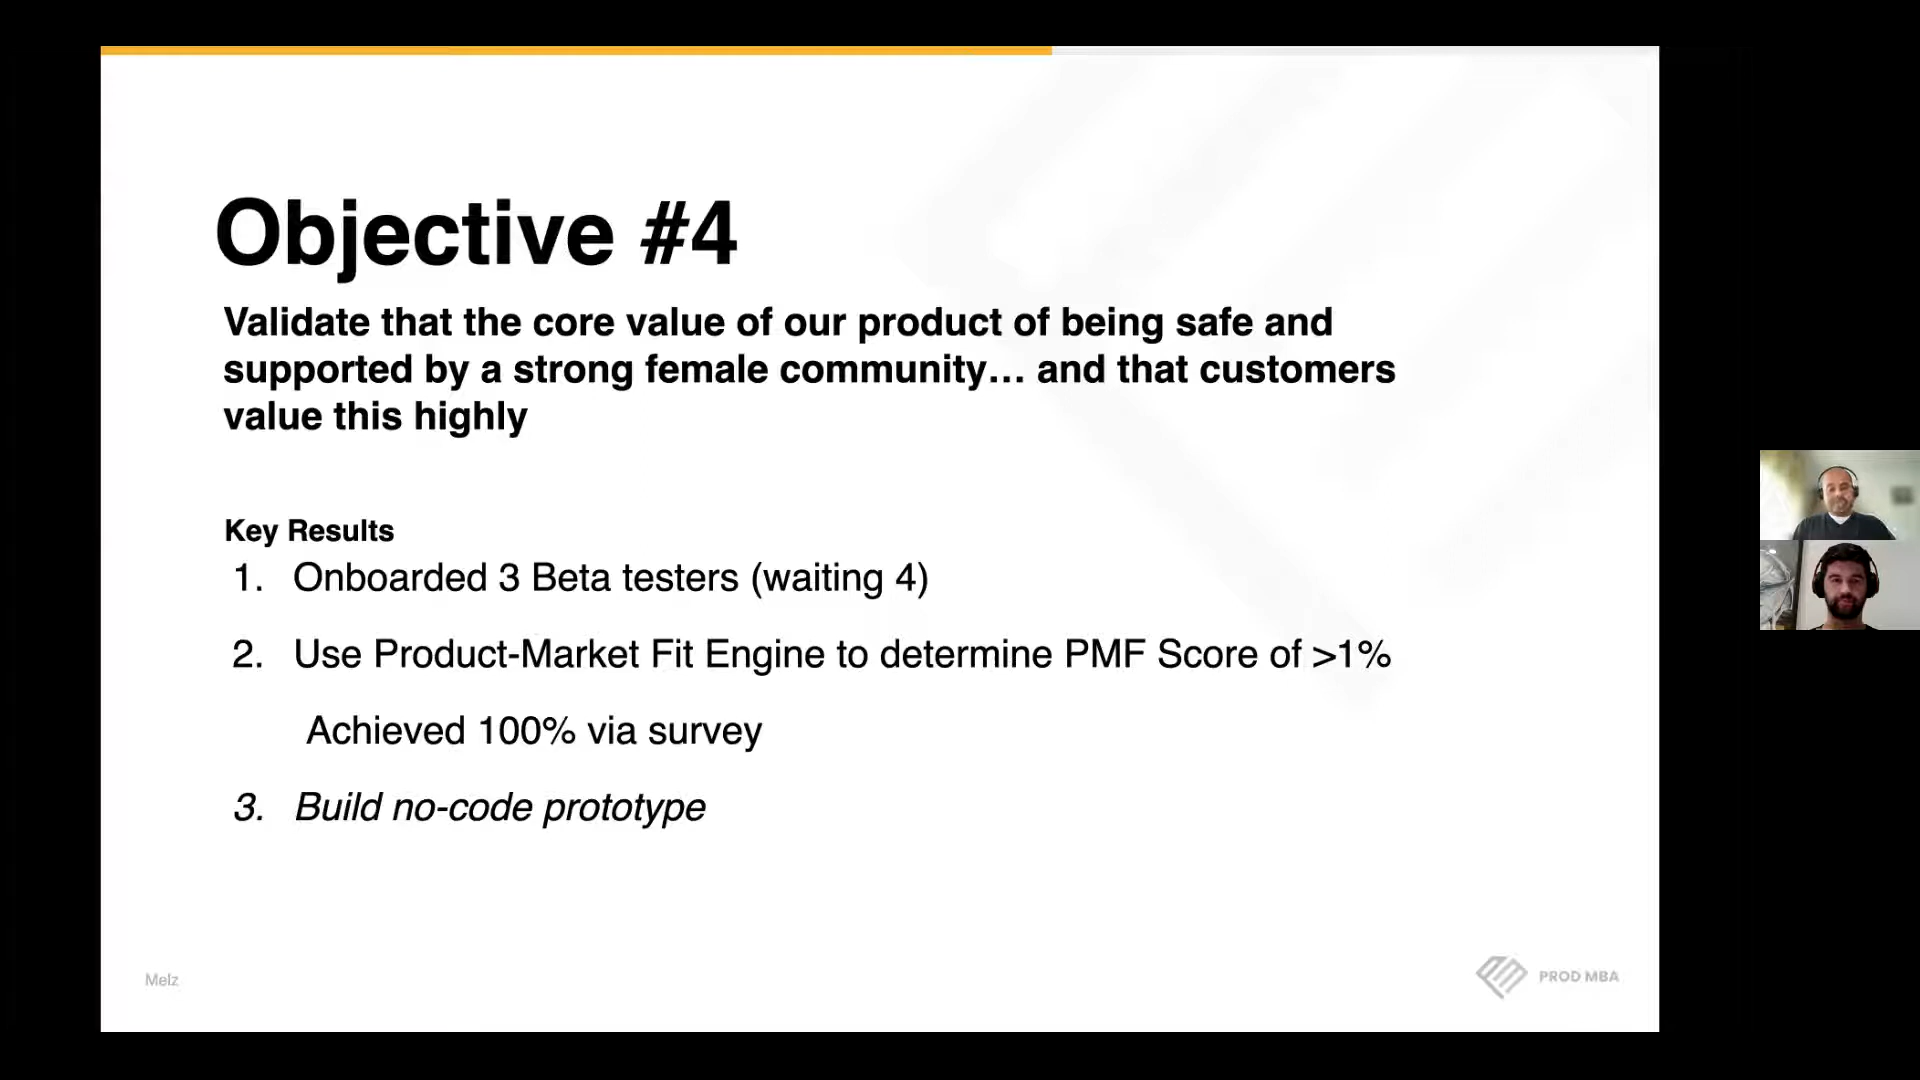 Objective #4
Validate that the core value of our product of being safe and
supported by a strong female community… and that customers
value this highly
Key Results
1. Onboarded 3 Beta testers (waiting 4)
2. Use Product-Market Fit Engine to determine PMF Score of >1%
Achieved 100% via survey
3. Build no-code prototype
Melz
PROD MBA